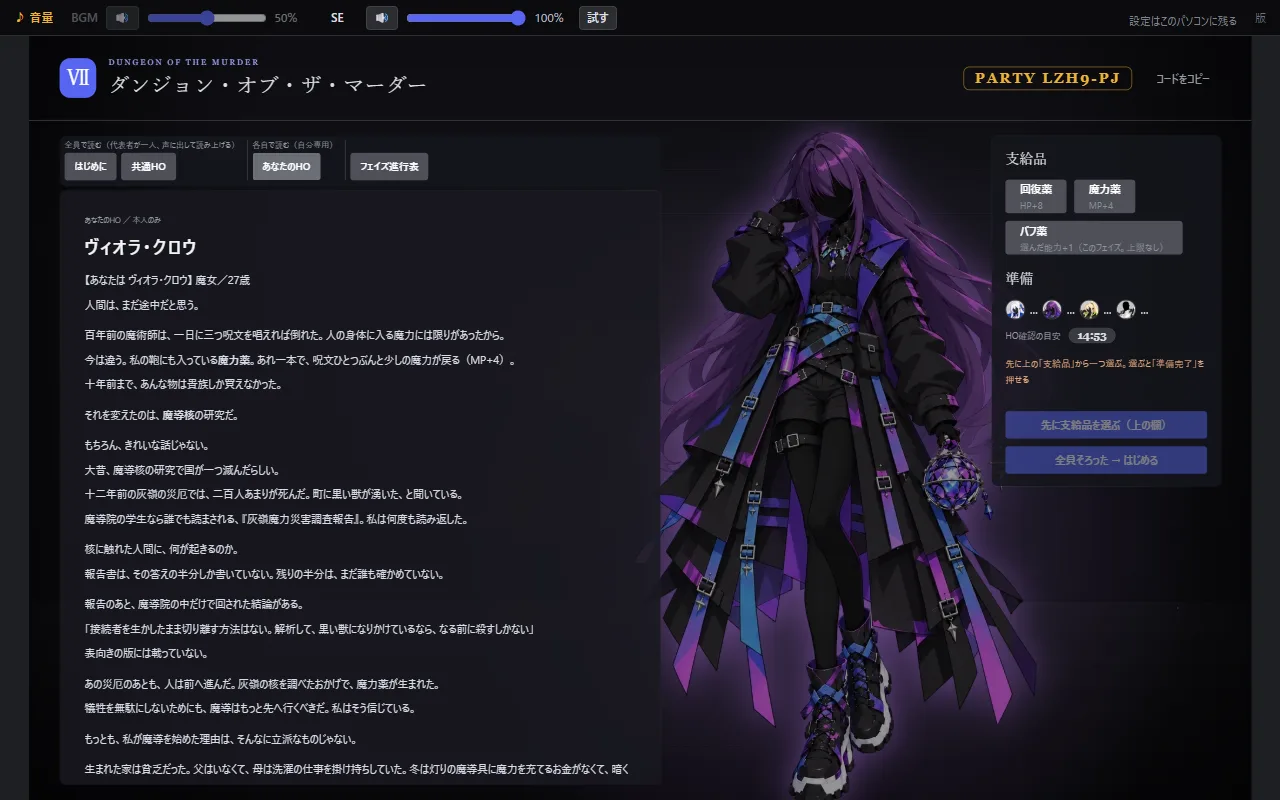 ♪ 音量
BGM
50%
SE
100%
試す
設定はこのパソコンに残る
版
VII
DUNGEON OF THE MURDER
ダンジョン・オブ・ザ・マーダー
PARTY LZH9-PJ
コードをコピー
全員で読む（代表者が一人、声に出して読み上げる）
各自で読む（自分専用）
はじめに
共通HO
あなたのHO
フェイズ進行表
あなたのHO ／ 本人のみ
ヴィオラ・クロウ
【あなたは ヴィオラ・クロウ】 魔女／27歳
人間は、まだ途中だと思う。
百年前の魔術師は、一日に三つ呪文を唱えれば倒れた。人の身体に入る魔力には限りがあったから。
今は違う。私の鞄にも入っている魔力薬。あれ一本で、呪文ひとつぶんと少しの魔力が戻る（MP+4）。
十年前まで、あんな物は貴族しか買えなかった。
それを変えたのは、魔導核の研究だ。
もちろん、きれいな話じゃない。
大昔、魔導核の研究で国が一つ滅んだらしい。
十二年前の灰嶺の災厄では、二百人あまりが死んだ。町に黒い獣が湧いた、と聞いている。
魔導院の学生なら誰でも読まされる、『灰嶺魔力災害調査報告』。私は何度も読み返した。
核に触れた人間に、何が起きるのか。
報告書は、その答えの半分しか書いていない。残りの半分は、まだ誰も確かめていない。
報告のあと、魔導院の中だけで回された結論がある。
「接続者を生かしたまま切り離す方法はない。解析して、黒い獣になりかけているなら、なる前に殺すしかない」
表向きの版には載っていない。
あの災厄のあとも、人は前へ進んだ。灰嶺の核を調べたおかげで、魔力薬が生まれた。
犠牲を無駄にしないためにも、魔導はもっと先へ行くべきだ。私はそう信じている。
もっとも、私が魔導を始めた理由は、そんなに立派なものじゃない。
生まれた家は貧乏だった。父はいなくて、母は洗濯の仕事を掛け持ちしていた。冬は灯りの魔導具に魔力を充てるお金がなくて、暗く
支給品
回復薬
HP+8
魔力薬
MP+4
バフ薬
選んだ能力+1（このフェイズ。上限なし）
準備
… … … …
HO確認の目安
14:53
先に上の「支給品」から一つ選ぶ。選ぶと「準備完了」を
押せる
先に支給品を選ぶ（上の欄）
全員そろった → はじめる